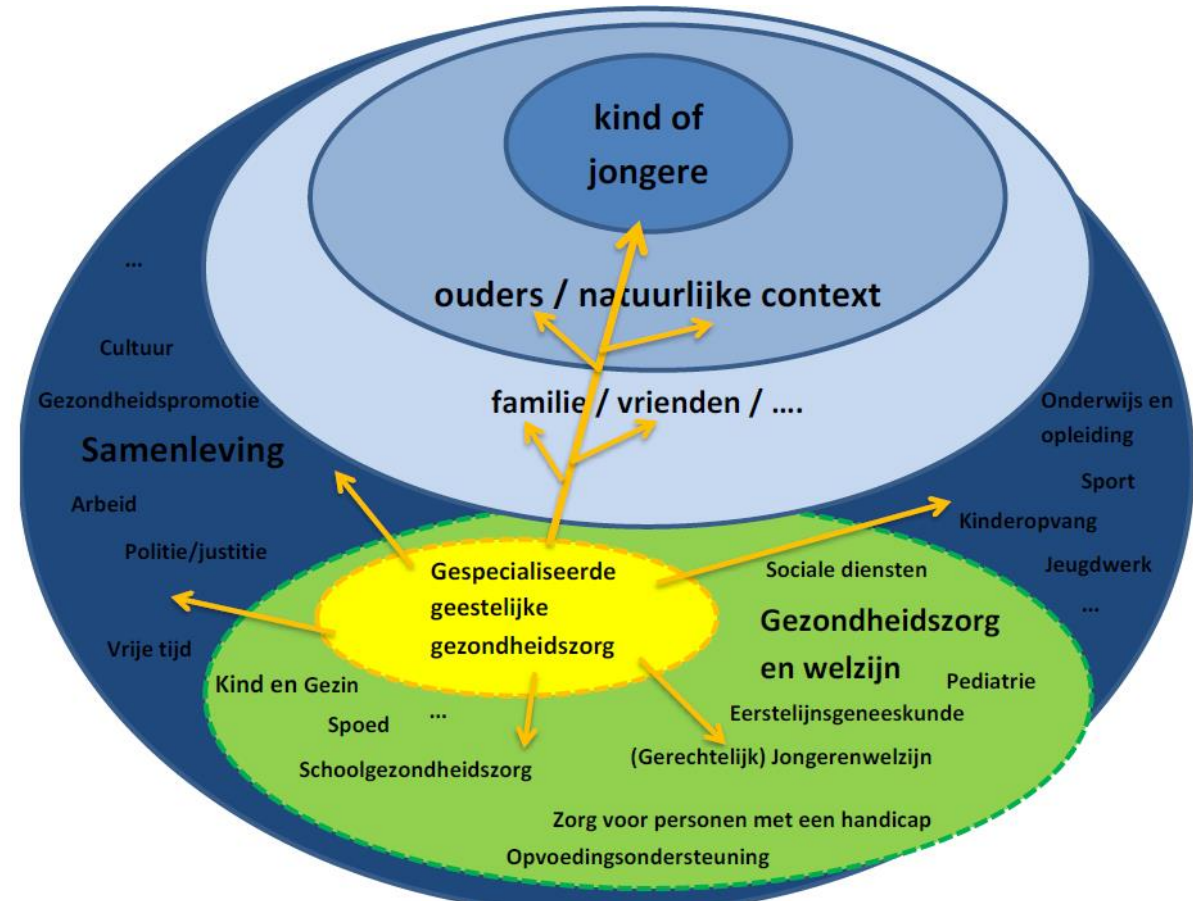 kind of
jongere
ouders / natuurlijke context
familie / vrienden / ....
...
Cultuur
Gezondheidspromotie
Samenleving
Arbeid
Politie/justitie
Vrije tijd
Onderwijs en
opleiding
Sport
Kinderopvang
Jeugdwerk
...
Gespecialiseerde
geestelijke
gezondheidszorg
Sociale diensten
Gezondheidszorg
en welzijn
Pediatrie
Eerstelijnsgeneeskunde
(Gerechtelijk) Jongerenwelzijn
Kind en Gezin
...
Spoed
Schoolgezondheidszorg
Zorg voor personen met een handicap
Opvoedingsondersteuning